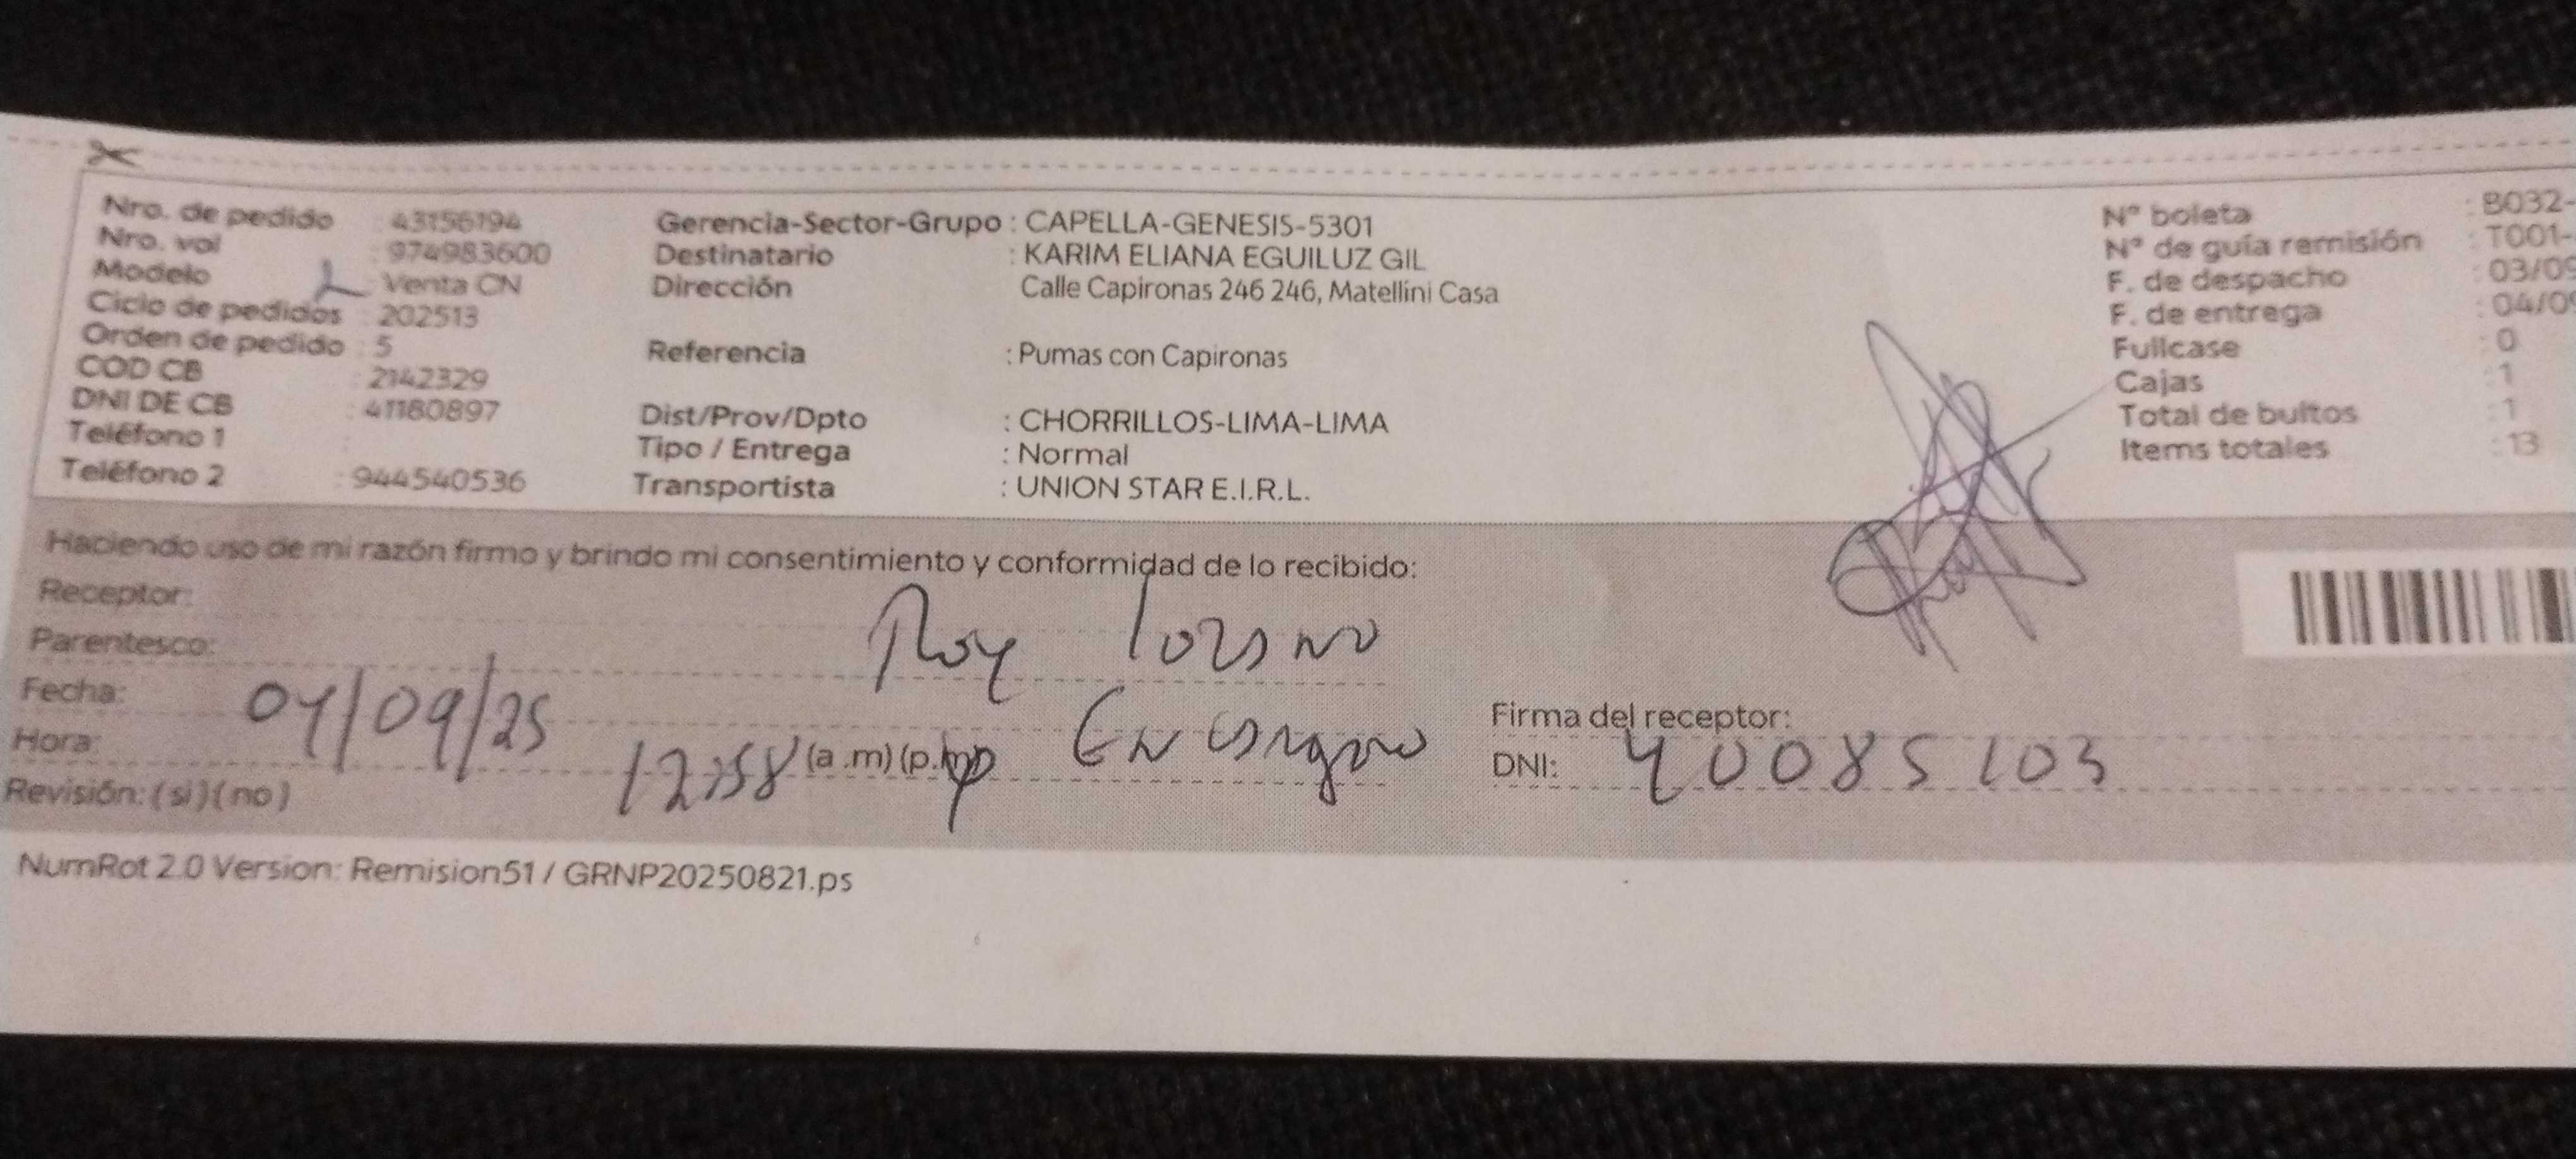 Nro. de pedido : 43156194
Nro. vol : 974983600
Modelo : Venta CN
Ciclo de pedidos : 202513
Orden de pedido : 5
COD CB : 2142329
DNI DE CB : 41180897
Teléfono 1 :
Teléfono 2 : 944540536
Gerencia-Sector-Grupo : CAPELLA-GENESIS-5301
Destinatario : KARIM ELIANA EGUILUZ GIL
Dirección Calle Capironas 246 246, Matellini Casa
Referencia : Pumas con Capironas
Dist/Prov/Dpto : CHORRILLOS-LIMA-LIMA
Tipo / Entrega : Normal
Transportista : UNION STAR E.I.R.L.
N° boleta : B032-
N° de guía remisión : T001-
F. de despacho : 03/09
F. de entrega : 04/09
Fullcase : 0
Cajas : 1
Total de bultos : 1
Items totales : 13
Haciendo uso de mi razón firmo y brindo mi consentimiento y conformidad de lo recibido:
Receptor: Roy
Parentesco:
Fecha: 04/09/25
Hora: 12:58 (a.m) (p.m)
Revisión: (si) (no)
Firma del receptor:
DNI: 40085103
NumRot 2.0 Version: Remision51 / GRNP20250821.ps